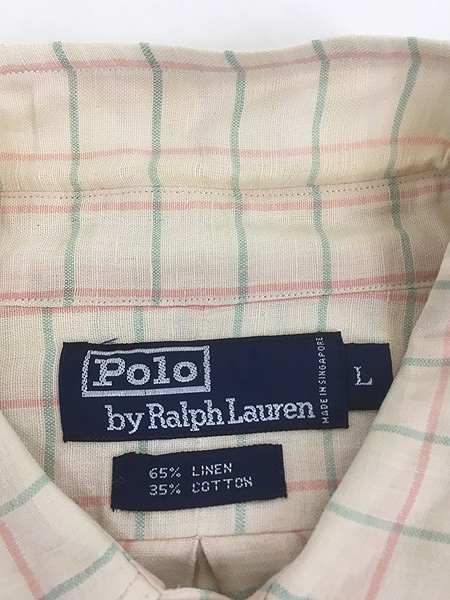 Polo
by Ralph Lauren
MADE IN SINGAPORE
L
65% LINEN
35% COTTON